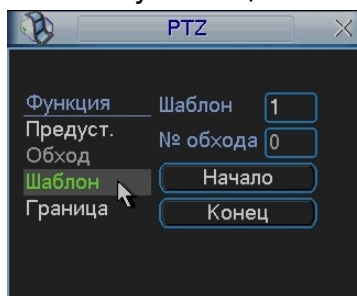 PTZ
Функция
Предуст.
Обход
Шаблон
Граница
Шаблон 1
№ обхода 0
Начало
Конец